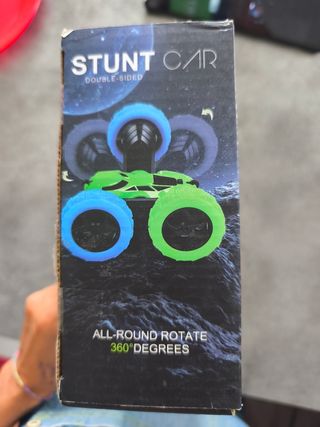 STUNT CAR
DOUBLE-SIDED
ALL-ROUND ROTATE
360°DEGREES